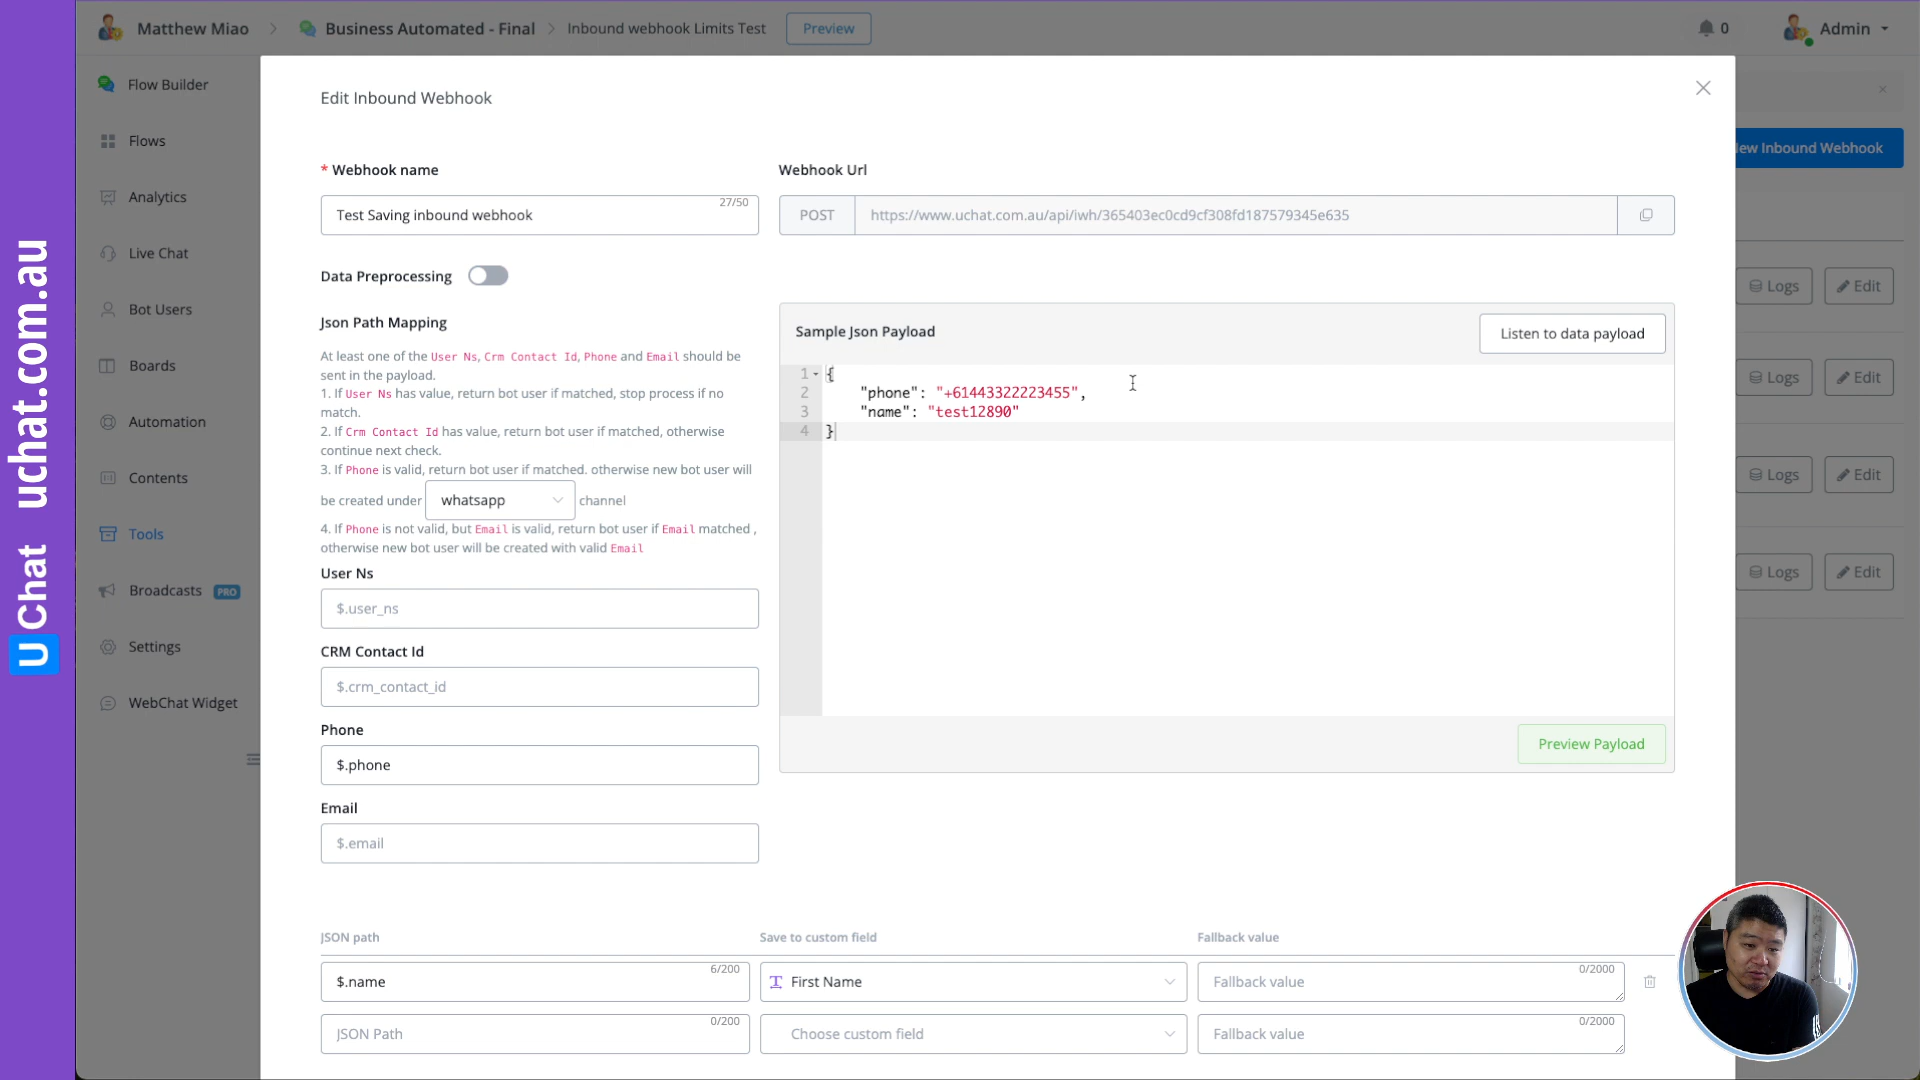 UChat uchat.com.au
Matthew Miao
Business Automated - Final
Inbound webhook Limits Test
Preview
0
Admin
Flow Builder
Flows
Analytics
Live Chat
Bot Users
Boards
Automation
Contents
Tools
Broadcasts PRO
Settings
WebChat Widget
ew Inbound Webhook
Logs Edit
Logs Edit
Logs Edit
Logs Edit
Edit Inbound Webhook
* Webhook name
Test Saving inbound webhook
27/50
Webhook Url
POST https://www.uchat.com.au/api/iwh/365403ec0cd9cf308fd187579345e635
Data Preprocessing
Json Path Mapping
At least one of the User Ns, Crm Contact Id, Phone and Email should be
sent in the payload.
1. If User Ns has value, return bot user if matched, stop process if no
match.
2. If Crm Contact Id has value, return bot user if matched, otherwise
continue next check.
3. If Phone is valid, return bot user if matched. otherwise new bot user will
be created under whatsapp channel
4. If Phone is not valid, but Email is valid, return bot user if Email matched ,
otherwise new bot user will be created with valid Email
User Ns
$.user_ns
CRM Contact Id
$.crm_contact_id
Phone
$.phone
Email
$.email
Sample Json Payload
Listen to data payload
1 {
2 "phone": "+61443322223455",
3 "name": "test12890"
4 }
Preview Payload
JSON path Save to custom field Fallback value
$.name 6/200 First Name Fallback value 0/2000
JSON Path 0/200 Choose custom field Fallback value 0/2000